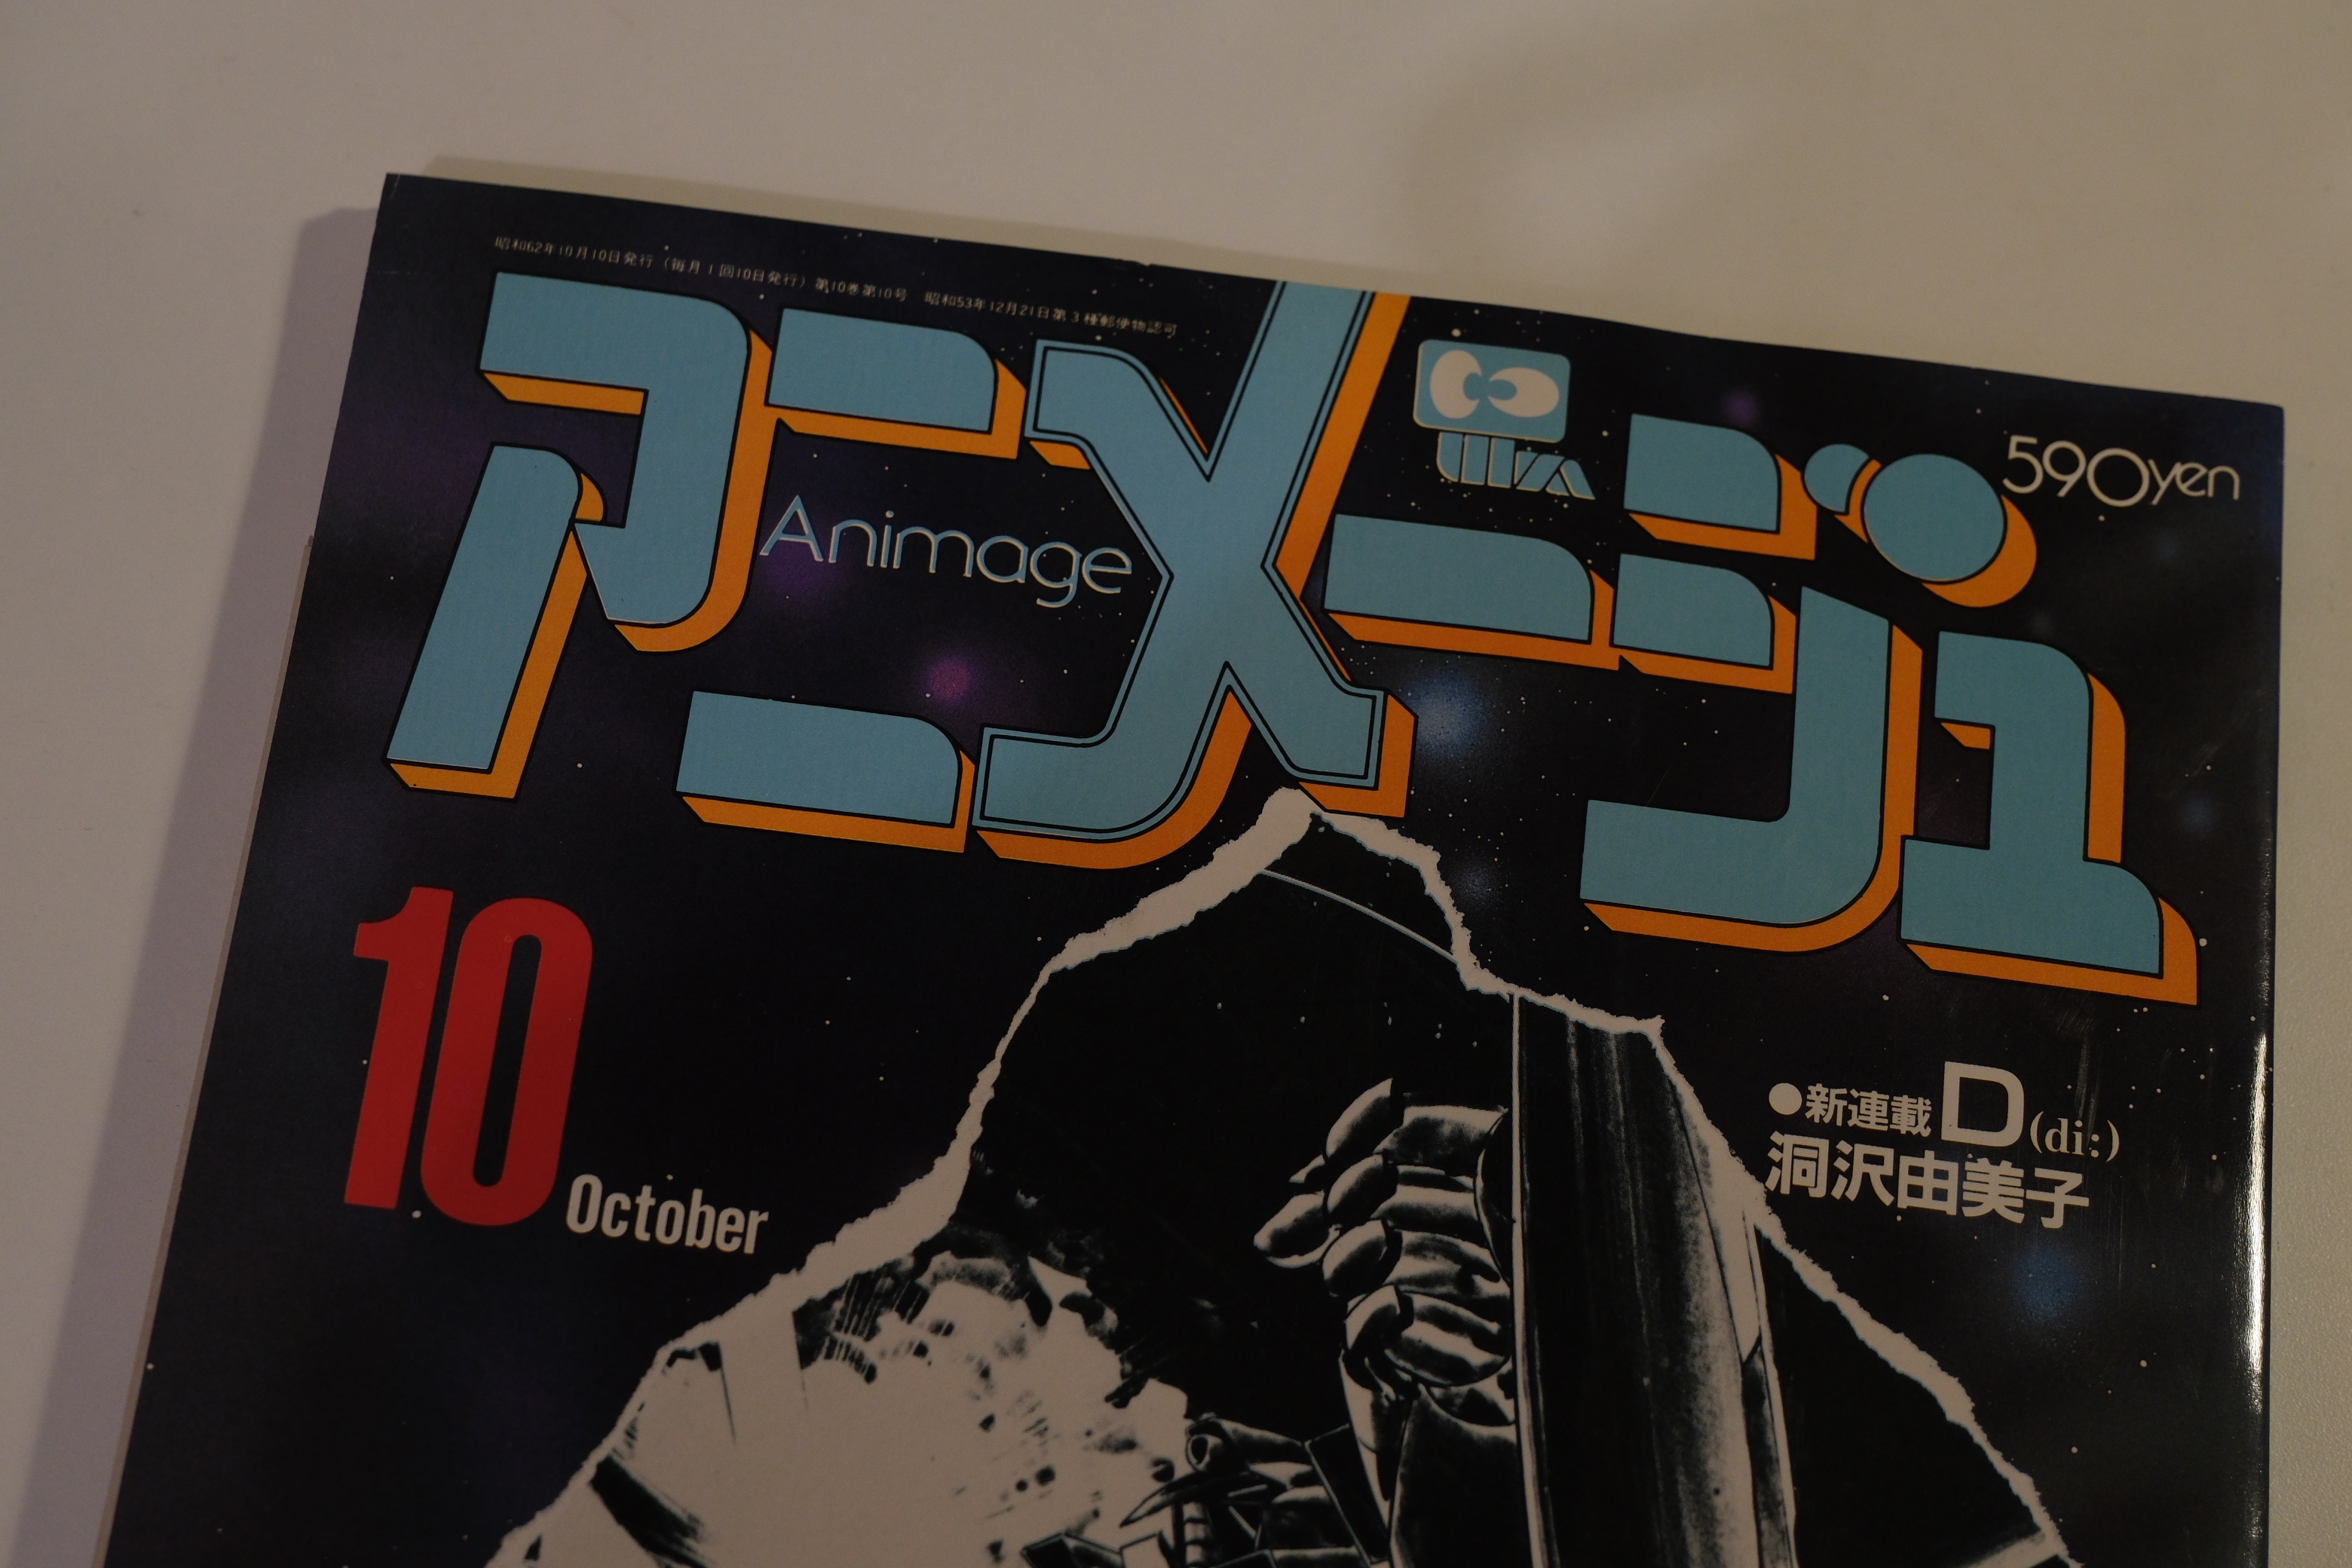 昭和62年10月10日発行(毎月1回10日発行)第10巻第10号 昭和53年12月21日第3種郵便物認可
アニメージュ
Animage
590yen
10
October
●新連載 D(di:)
洞沢由美子